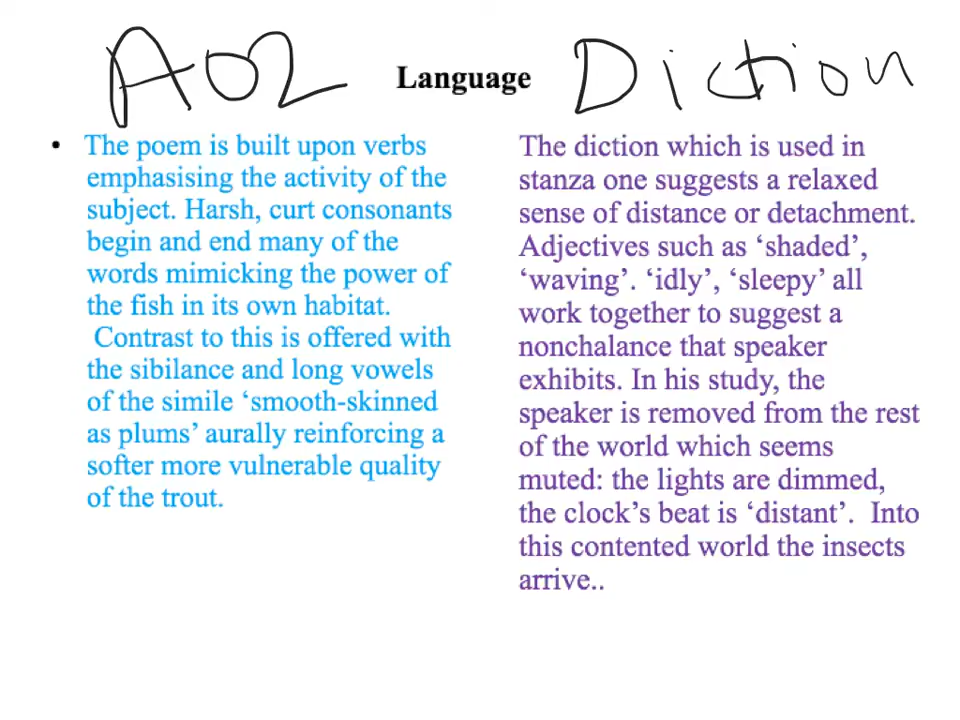 AO2
Language
Diction
• The poem is built upon verbs
emphasising the activity of the
subject. Harsh, curt consonants
begin and end many of the
words mimicking the power of
the fish in its own habitat.
Contrast to this is offered with
the sibilance and long vowels
of the simile ‘smooth-skinned
as plums’ aurally reinforcing a
softer more vulnerable quality
of the trout.
The diction which is used in
stanza one suggests a relaxed
sense of distance or detachment.
Adjectives such as ‘shaded’,
‘waving’. ‘idly’, ‘sleepy’ all
work together to suggest a
nonchalance that speaker
exhibits. In his study, the
speaker is removed from the rest
of the world which seems
muted: the lights are dimmed,
the clock’s beat is ‘distant’. Into
this contented world the insects
arrive..